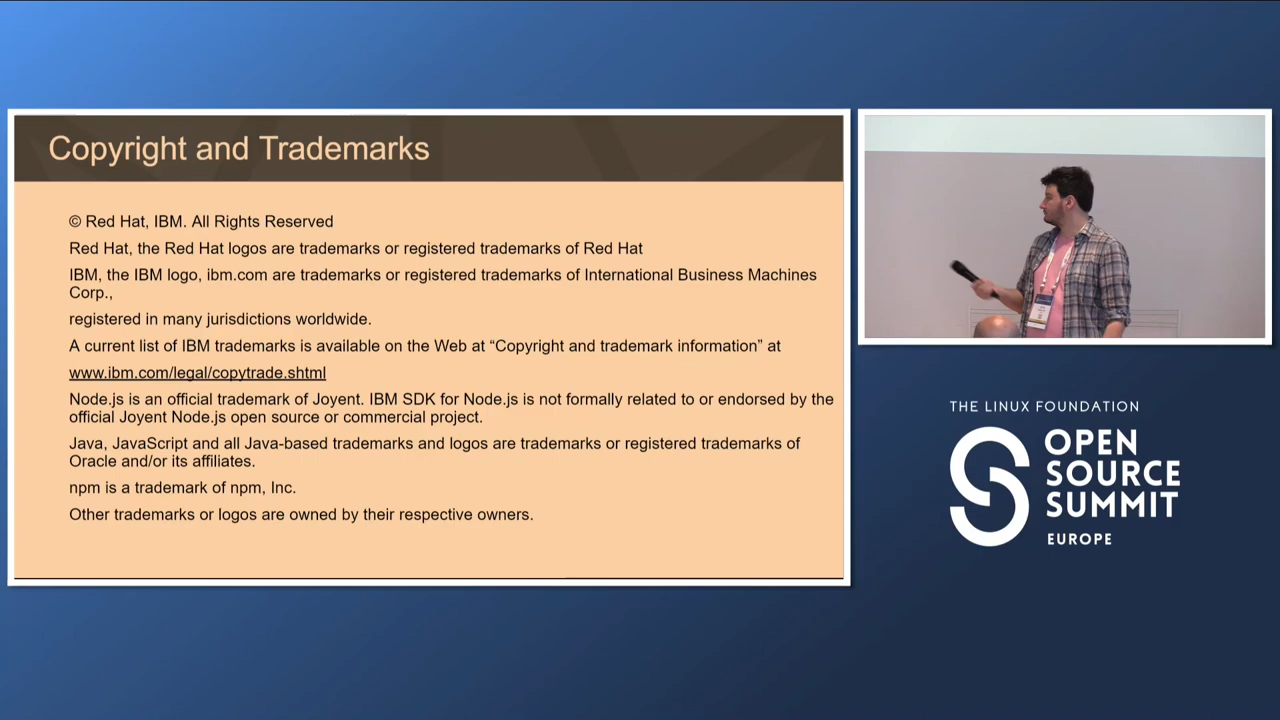 Copyright and Trademarks
© Red Hat, IBM. All Rights Reserved
Red Hat, the Red Hat logos are trademarks or registered trademarks of Red Hat
IBM, the IBM logo, ibm.com are trademarks or registered trademarks of International Business Machines
Corp.,
registered in many jurisdictions worldwide.
A current list of IBM trademarks is available on the Web at “Copyright and trademark information” at
www.ibm.com/legal/copytrade.shtml
Node.js is an official trademark of Joyent. IBM SDK for Node.js is not formally related to or endorsed by the
official Joyent Node.js open source or commercial project.
Java, JavaScript and all Java-based trademarks and logos are trademarks or registered trademarks of
Oracle and/or its affiliates.
npm is a trademark of npm, Inc.
Other trademarks or logos are owned by their respective owners.
THE LINUX FOUNDATION
OPEN
SOURCE
SUMMIT
EUROPE